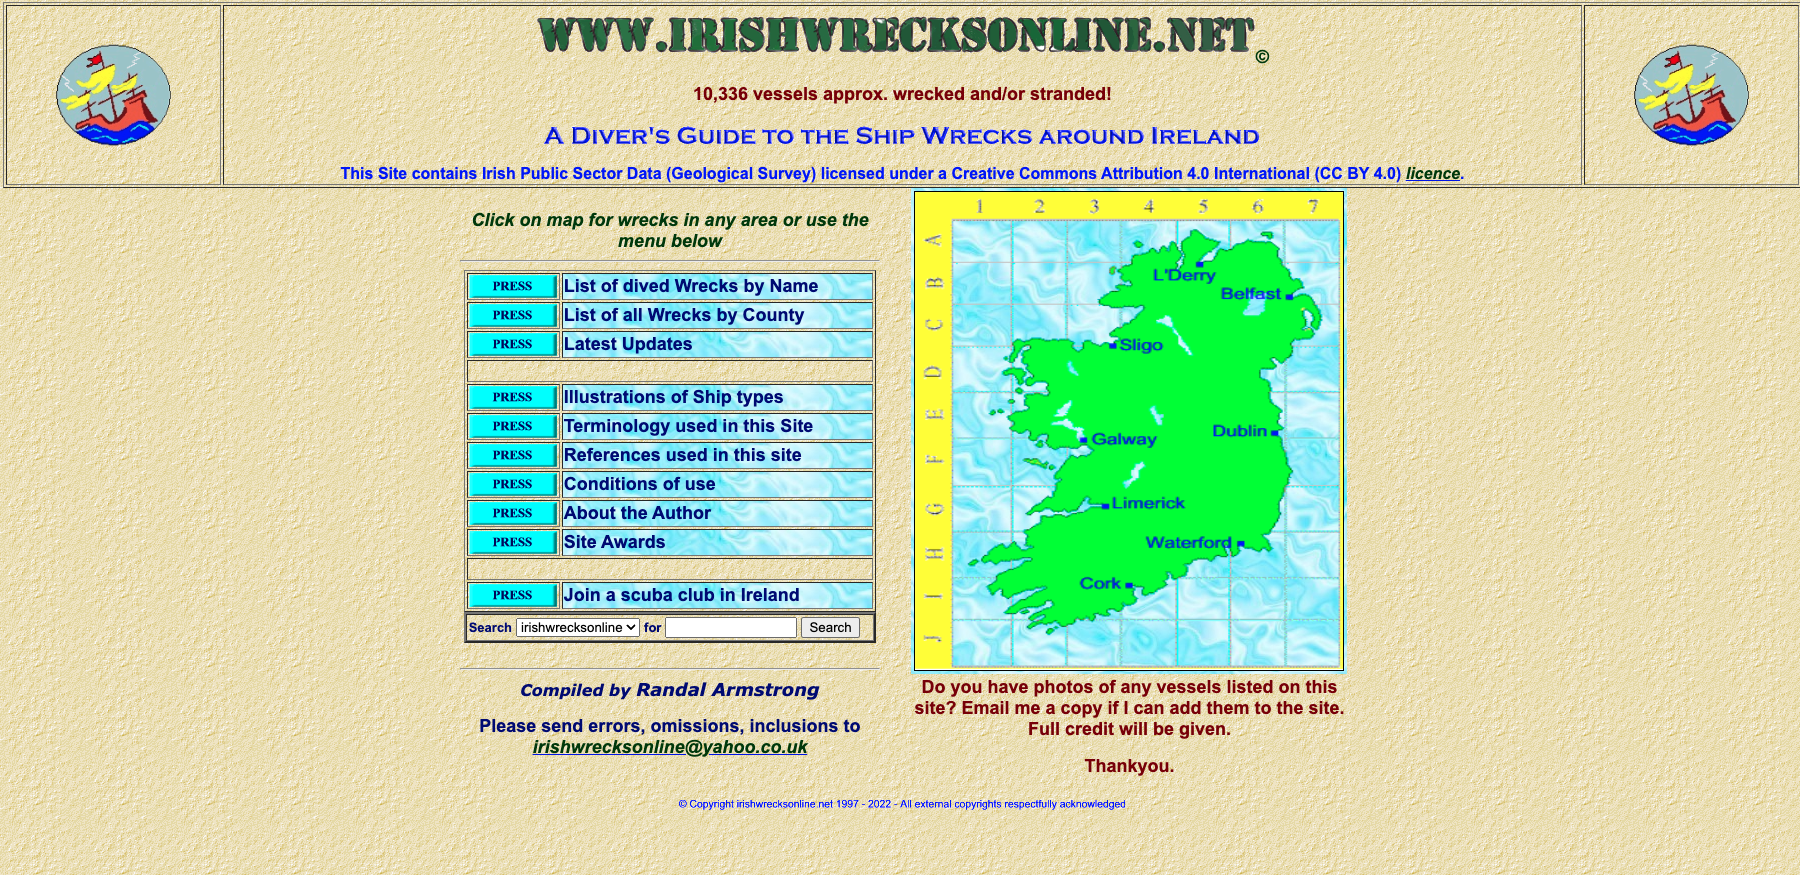 WWW.IRISHWRECKSONLINE.NET©
10,336 vessels approx. wrecked and/or stranded!
A Diver's Guide to the Ship Wrecks around Ireland
This Site contains Irish Public Sector Data (Geological Survey) licensed under a Creative Commons Attribution 4.0 International (CC BY 4.0) licence.
Click on map for wrecks in any area or use the
menu below
PRESS List of dived Wrecks by Name
PRESS List of all Wrecks by County
PRESS Latest Updates
PRESS Illustrations of Ship types
PRESS Terminology used in this Site
PRESS References used in this site
PRESS Conditions of use
PRESS About the Author
PRESS Site Awards
PRESS Join a scuba club in Ireland
Search irishwrecksonline for Search
Compiled by Randal Armstrong
Please send errors, omissions, inclusions to
irishwrecksonline@yahoo.co.uk
1 2 3 4 5 6 7
A
B
C
D
E
F
G
H
I
J
L'Derry
Belfast
Sligo
Galway
Dublin
Limerick
Waterford
Cork
Do you have photos of any vessels listed on this
site? Email me a copy if I can add them to the site.
Full credit will be given.
Thankyou.
© Copyright irishwrecksonline.net 1997 - 2022 - All external copyrights respectfully acknowledged